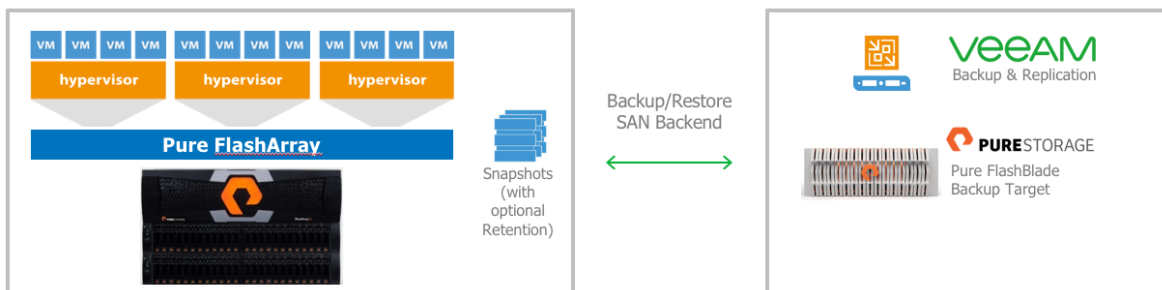 VM VM VM VM VM VM VM VM VM VM VM VM
hypervisor hypervisor hypervisor
Pure FlashArray
Snapshots
(with
optional
Retention)
Backup/Restore
SAN Backend
veeam
Backup & Replication
PURESTORAGE
Pure FlashBlade
Backup Target